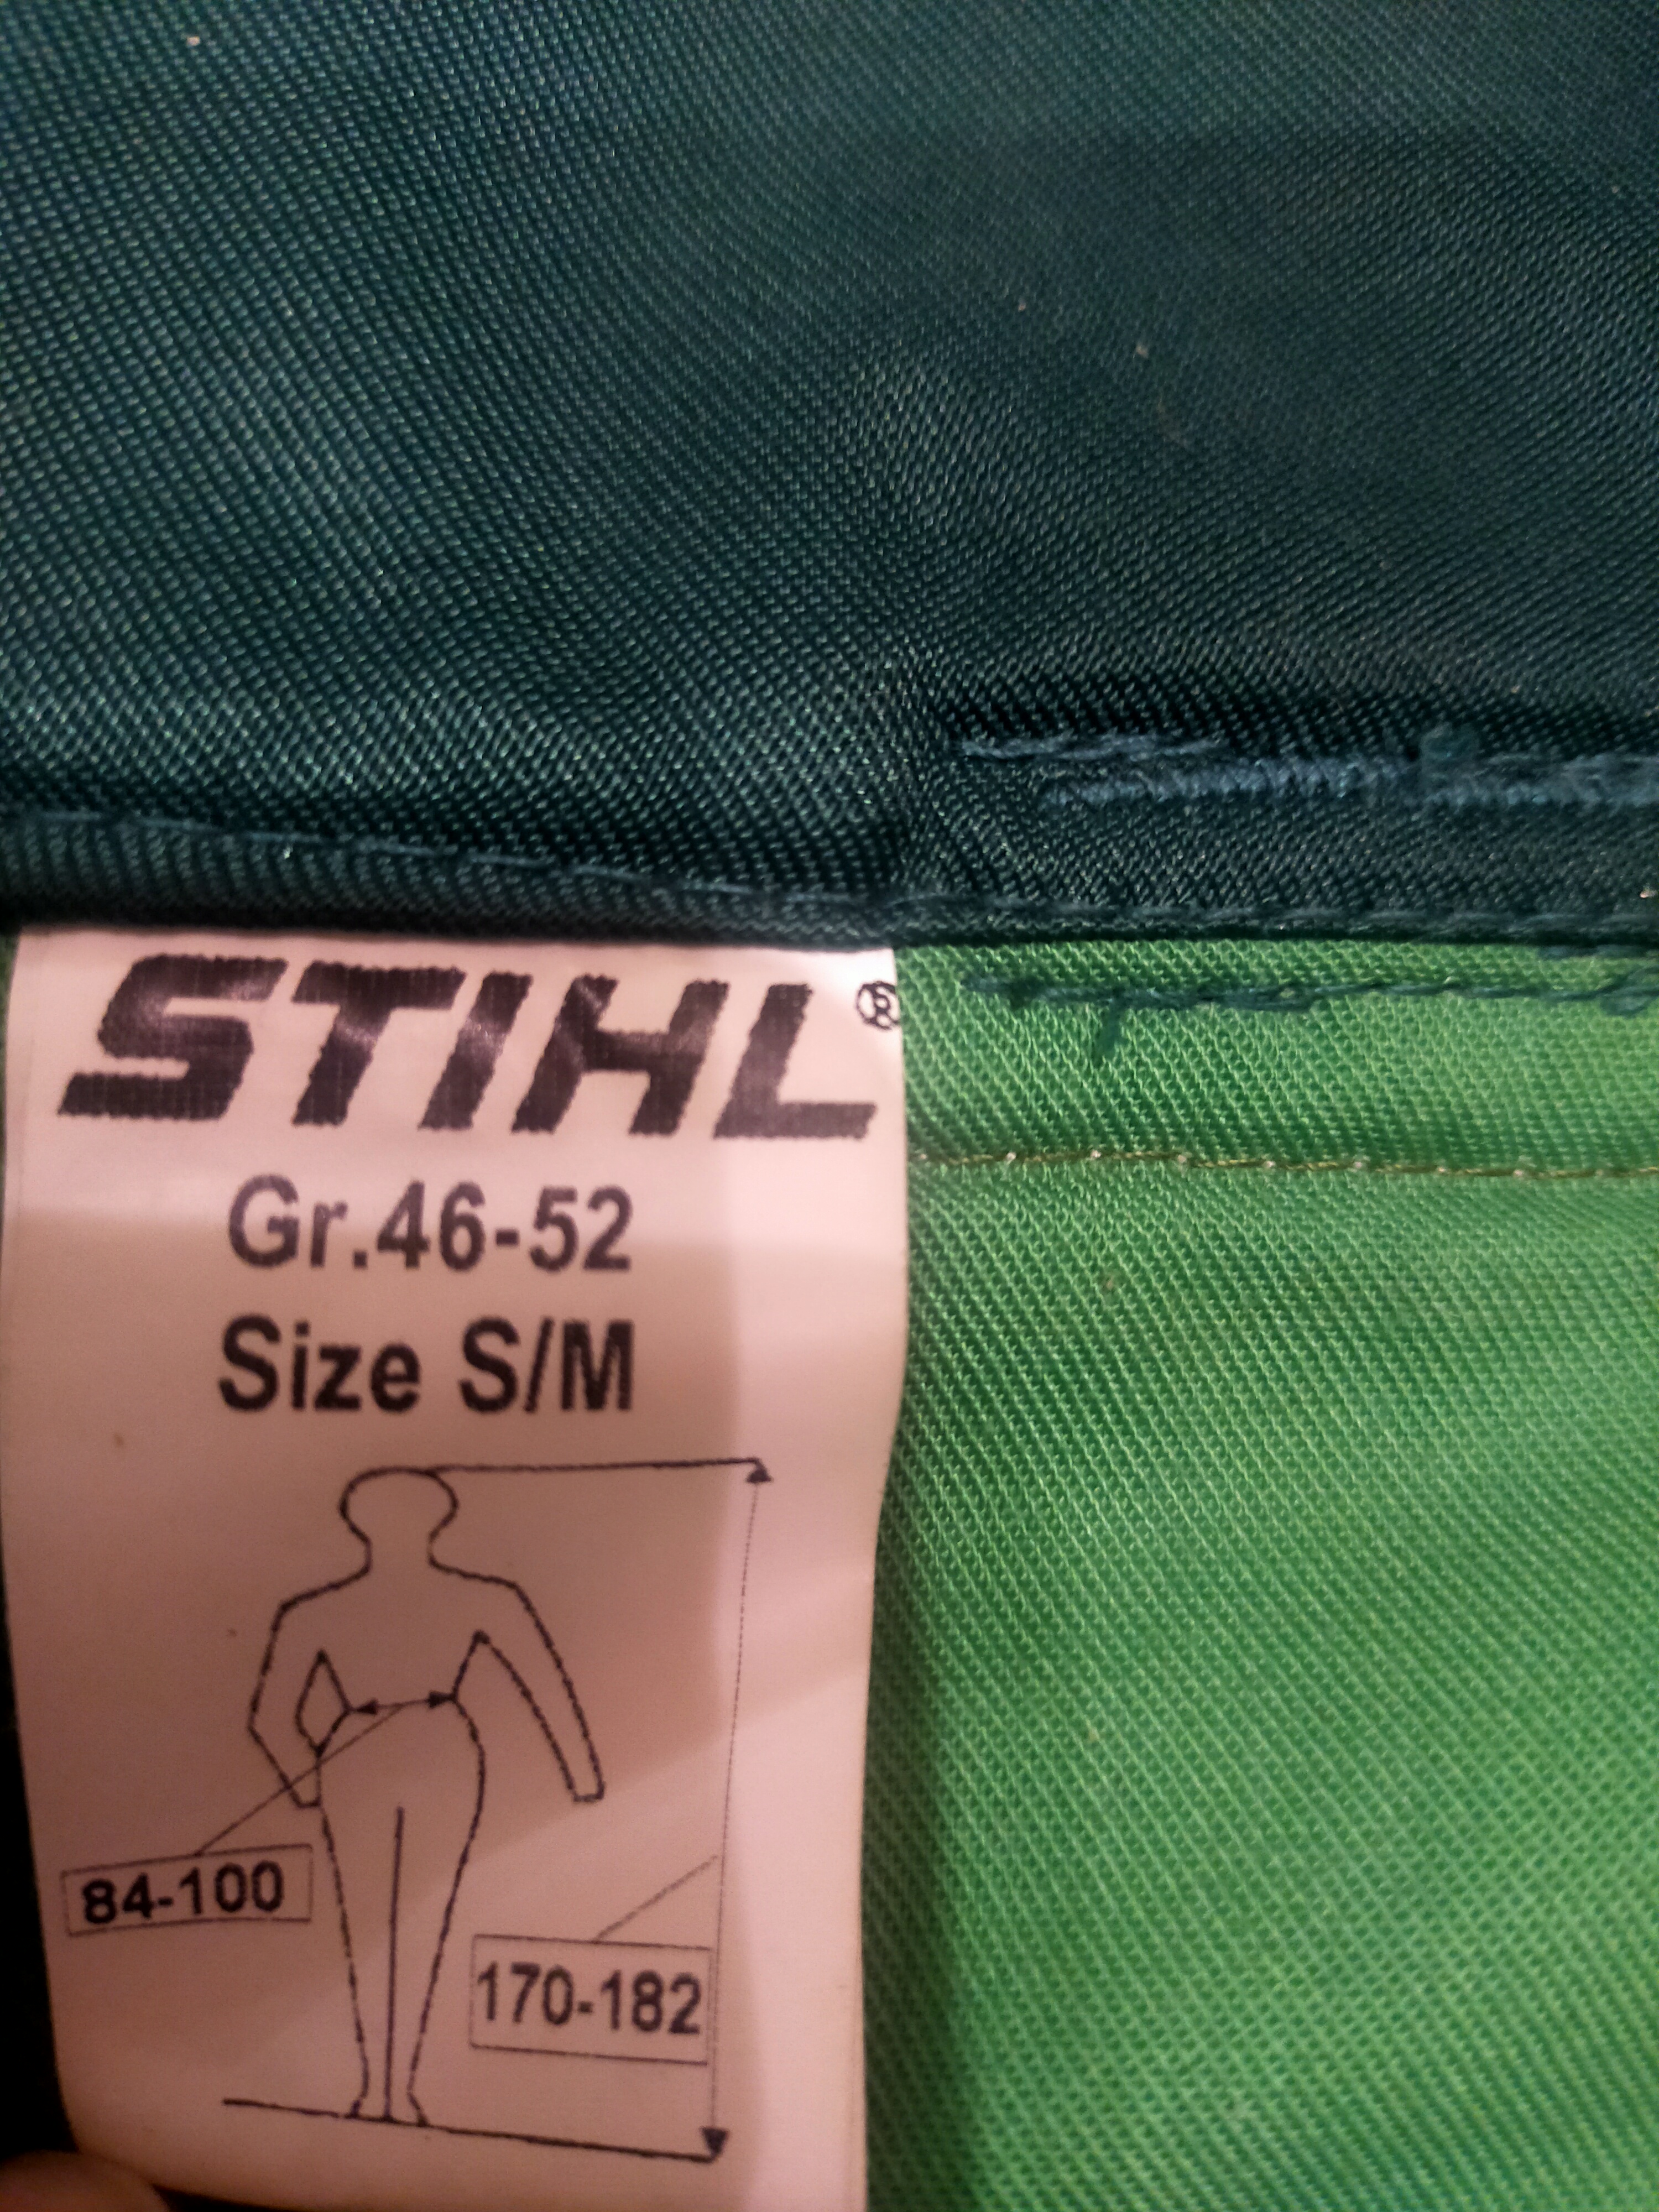 STIHL®
Gr.46-52
Size S/M
84-100
170-182